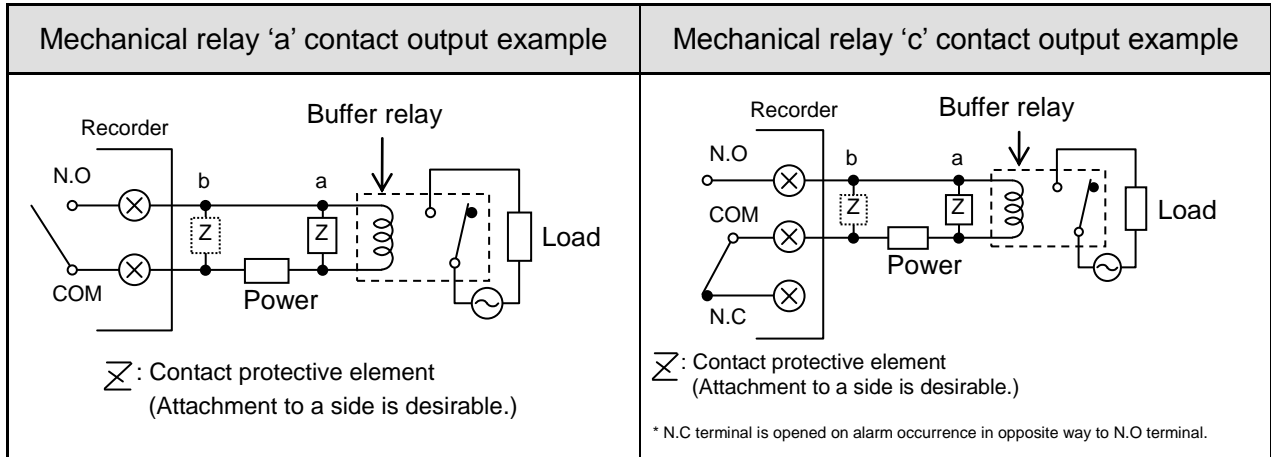 Mechanical relay ‘a’ contact output example
Mechanical relay ‘c’ contact output example
Buffer relay
Recorder
N.O
b
a
Z
Z
Load
COM
Power
Z : Contact protective element
(Attachment to a side is desirable.)
Buffer relay
Recorder
N.O
b
a
Z
Z
COM
Load
Power
N.C
Z : Contact protective element
(Attachment to a side is desirable.)
* N.C terminal is opened on alarm occurrence in opposite way to N.O terminal.